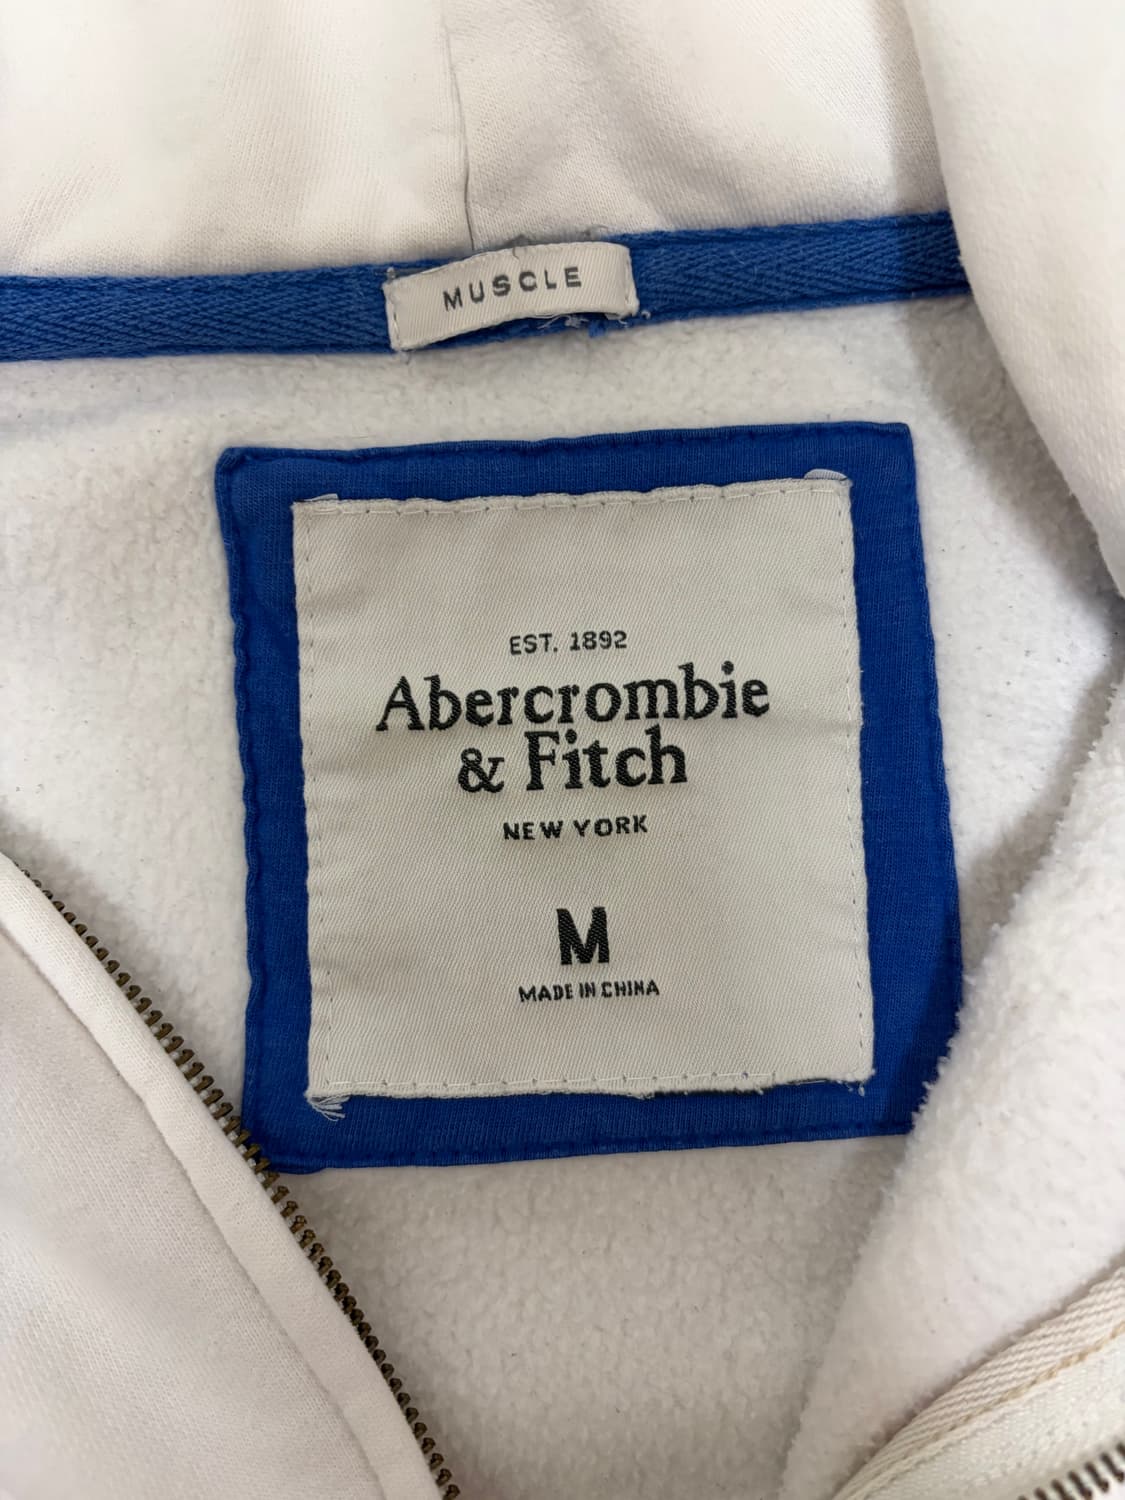 MUSCLE
EST. 1892
Abercrombie
& Fitch
NEW YORK
M
MADE IN CHINA